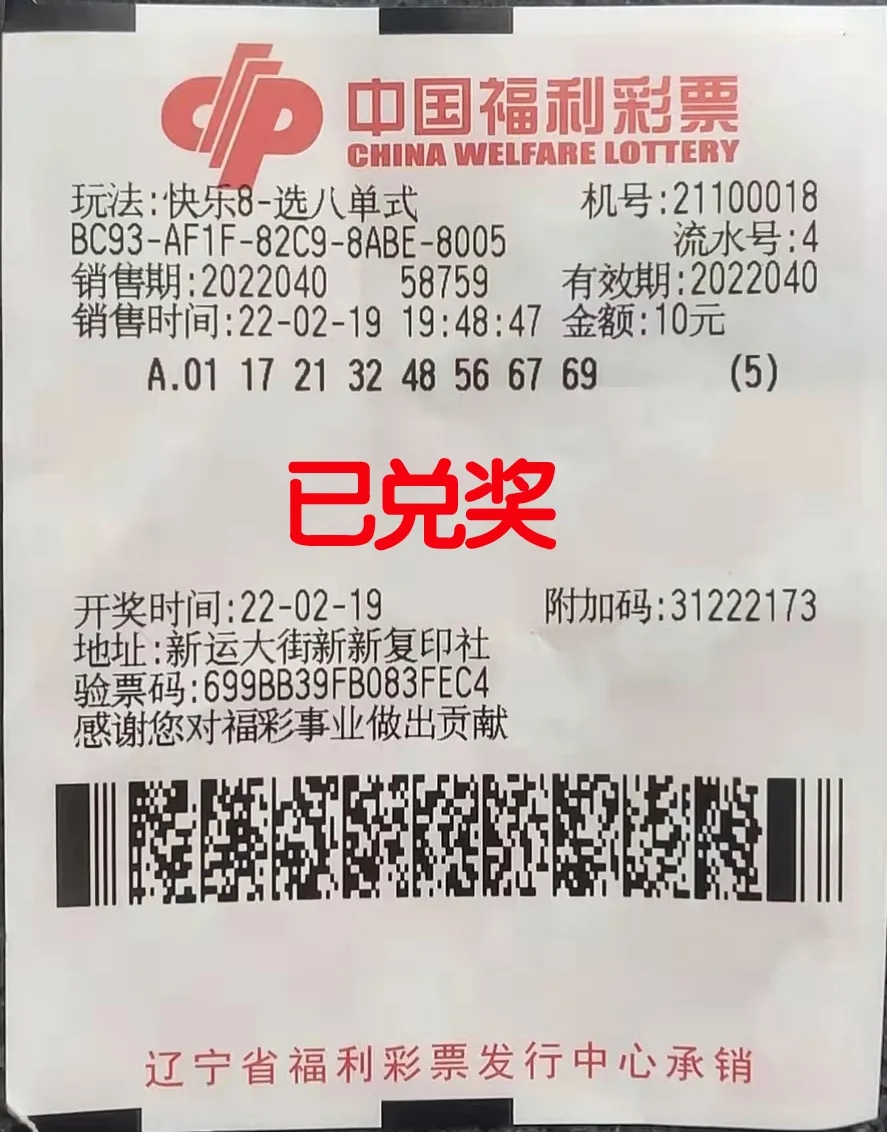 中国福利彩票
CHINA WELFARE LOTTERY
玩法:快乐8-选八单式 机号:21100018
BC93-AF1F-82C9-8ABE-8005 流水号:4
销售期:2022040 58759 有效期:2022040
销售时间:22-02-19 19:48:47 金额:10元
A.01 17 21 32 48 56 67 69 (5)
已兑奖
开奖时间:22-02-19 附加码:31222173
地址:新运大街新新复印社
验票码:699BB39FB083FEC4
感谢您对福彩事业做出贡献
辽宁省福利彩票发行中心承销